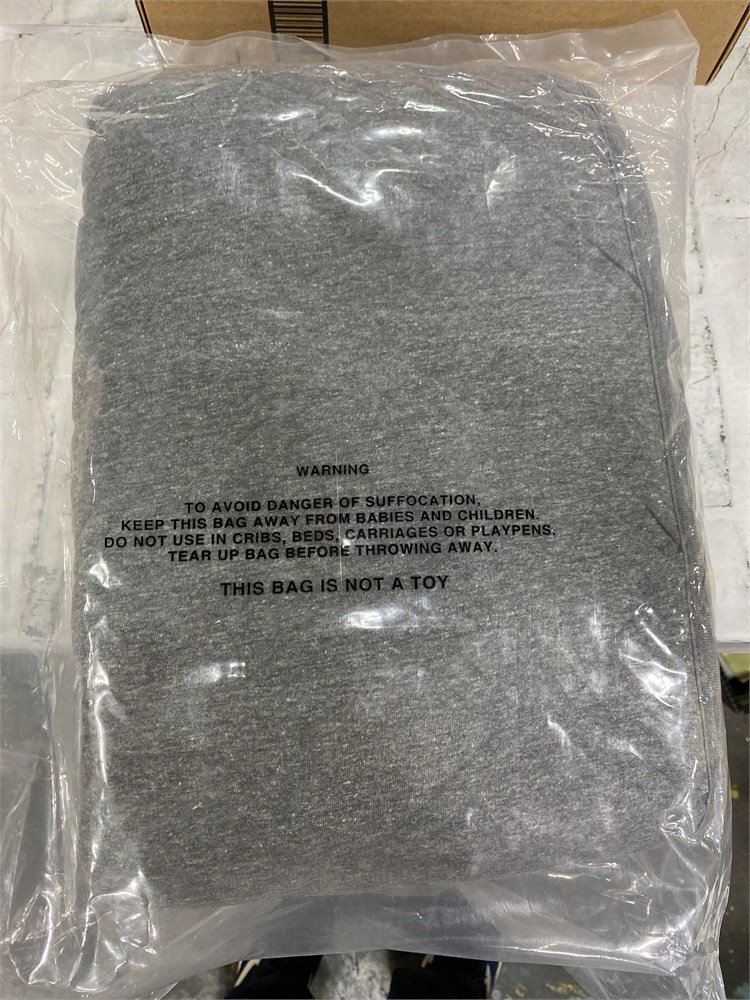 WARNING
TO AVOID DANGER OF SUFFOCATION,
KEEP THIS BAG AWAY FROM BABIES AND CHILDREN.
DO NOT USE IN CRIBS, BEDS, CARRIAGES OR PLAYPENS.
TEAR UP BAG BEFORE THROWING AWAY.
THIS BAG IS NOT A TOY